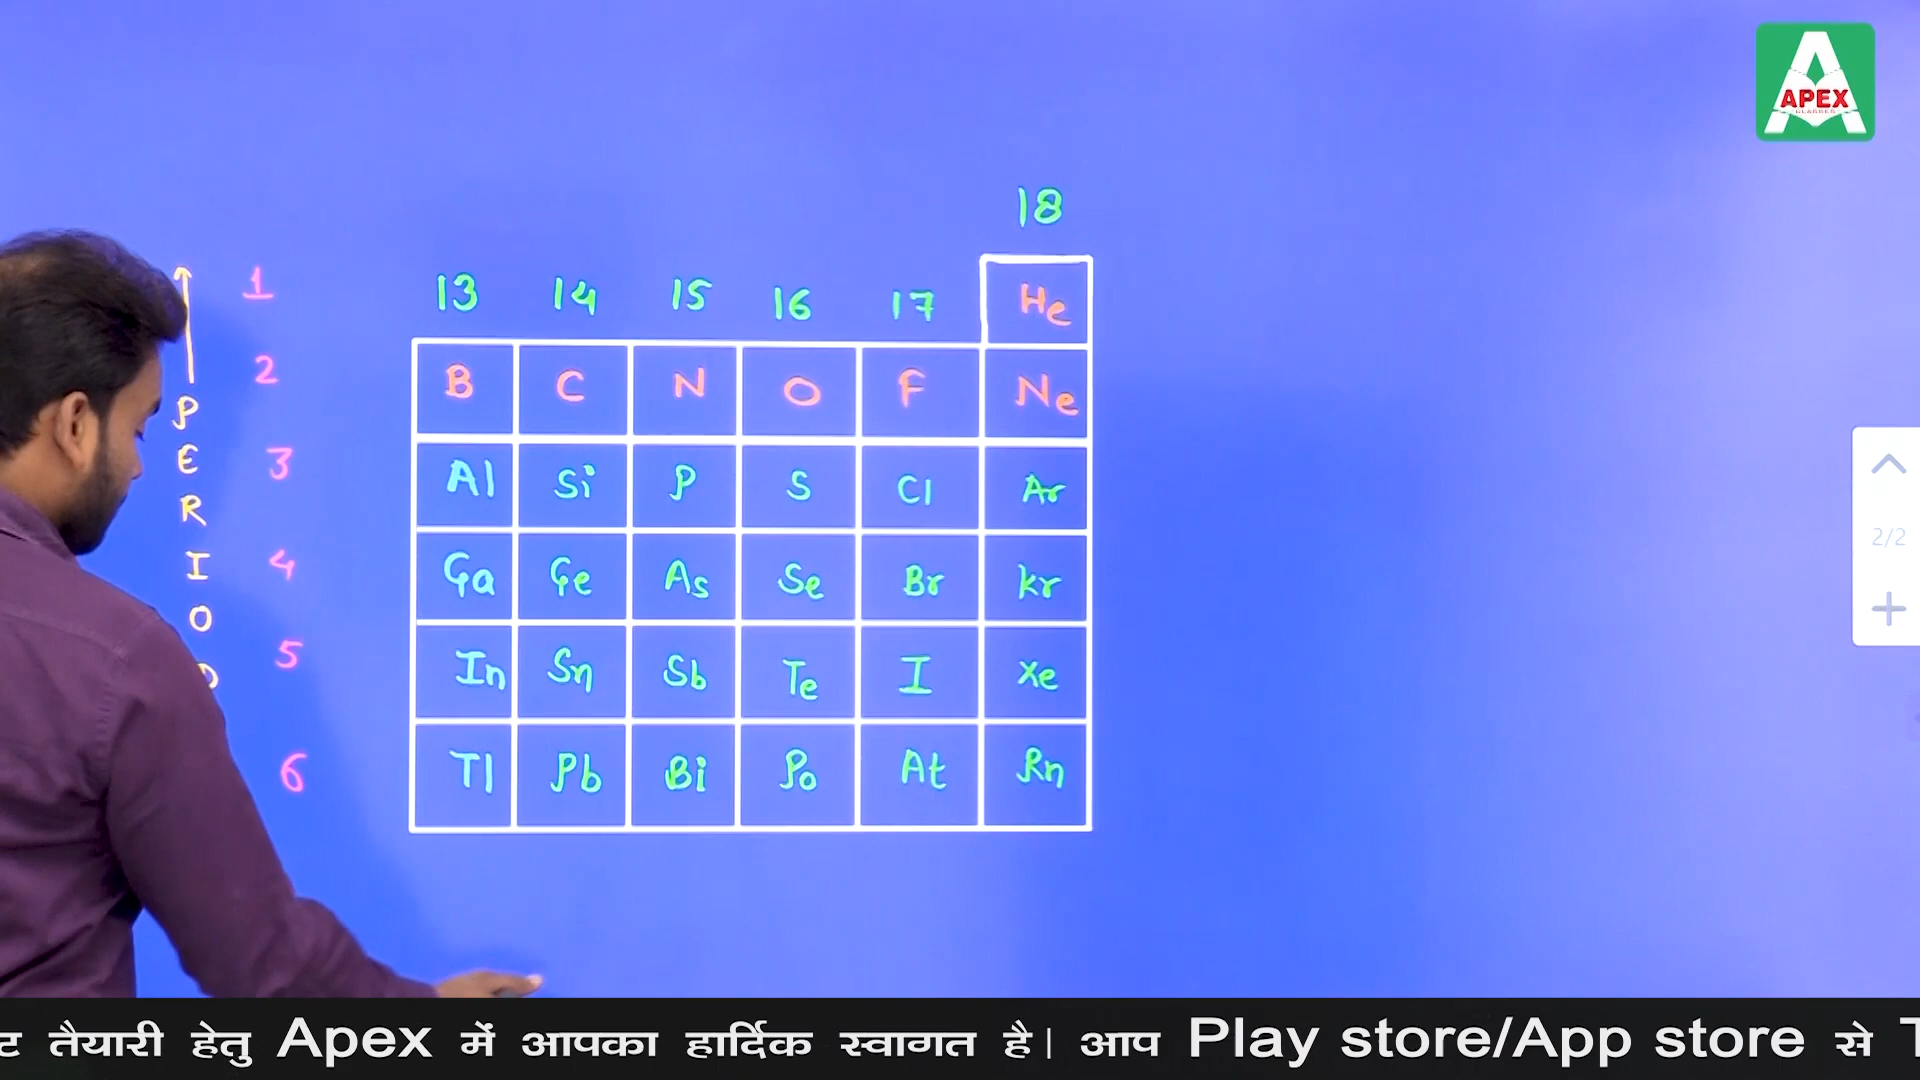 APEX
CLASSES
18
1 13 14 15 16 17 He
2 B C N O F Ne
3 Al Si P S Cl Ar
4 Ga Ge As Se Br Kr
5 In Sn Sb Te I Xe
6 Tl Pb Bi Po At Rn
P
E
R
I
O
D
2/2
तैयारी हेतु Apex में आपका हार्दिक स्वागत है| आप Play store/App store से